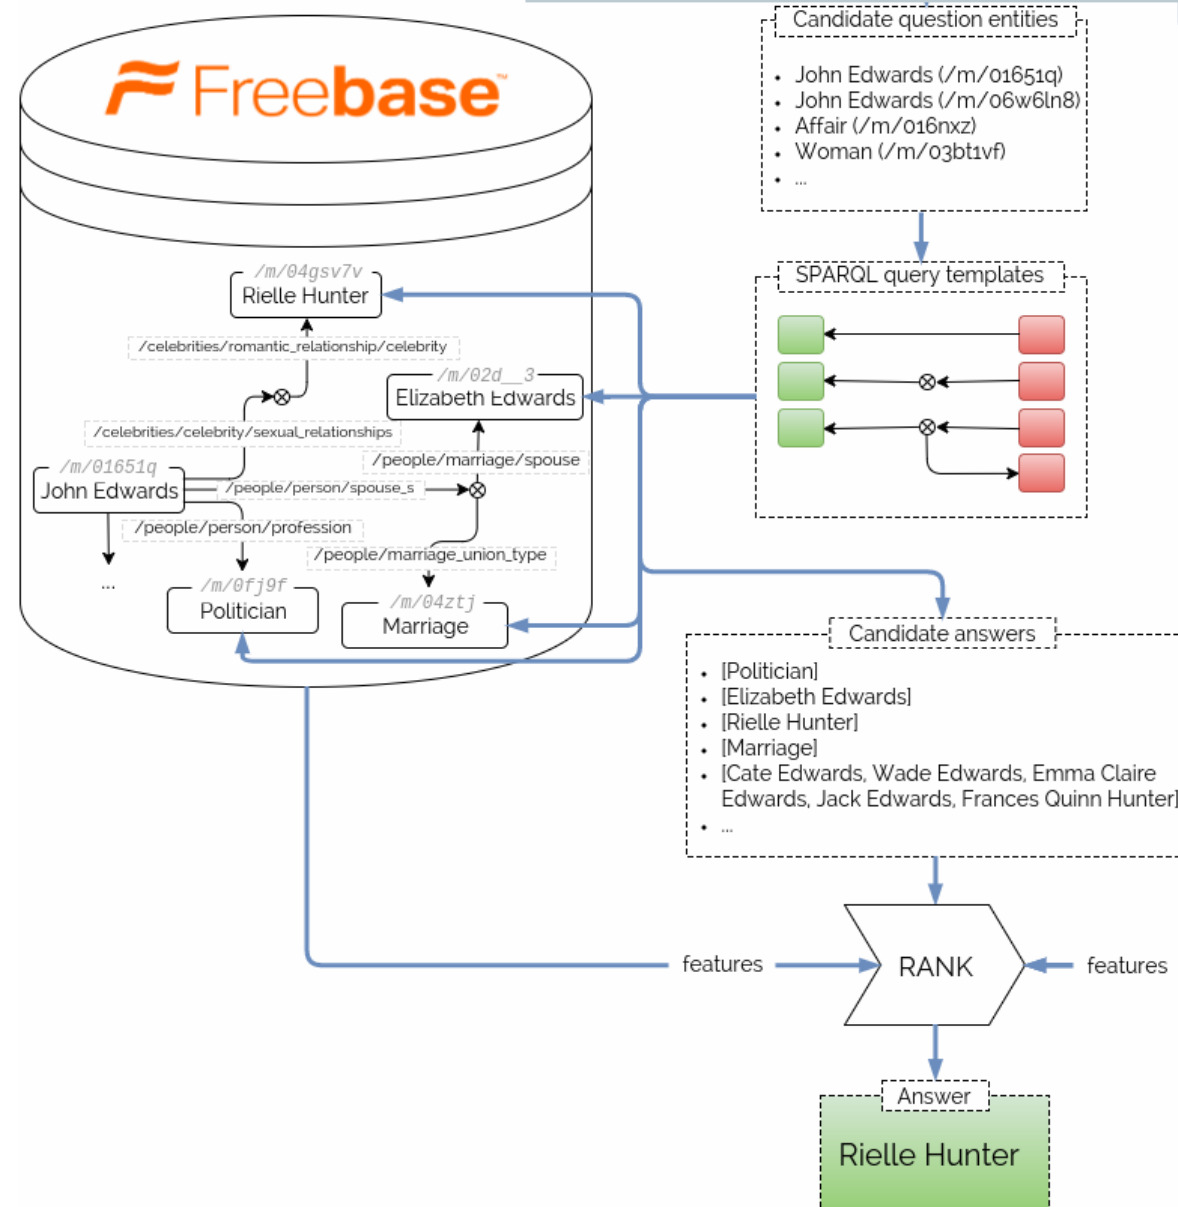 Freebase™
/m/04gsv7v
Rielle Hunter
/celebrities/romantic_relationship/celebrity
/m/02d__3
Elizabeth Edwards
/celebrities/celebrity/sexual_relationships
/people/marriage/spouse
/m/01651q
John Edwards
/people/person/spouse_s
/people/person/profession
/people/marriage_union_type
...
/m/0fj9f
Politician
/m/04ztj
Marriage
Candidate question entities
• John Edwards (/m/01651q)
• John Edwards (/m/06w6ln8)
• Affair (/m/016nxz)
• Woman (/m/03bt1vf)
• ...
SPARQL query templates
Candidate answers
• [Politician]
• [Elizabeth Edwards]
• [Rielle Hunter]
• [Marriage]
• [Cate Edwards, Wade Edwards, Emma Claire
Edwards, Jack Edwards, Frances Quinn Hunter]
• ...
features
RANK
features
Answer
Rielle Hunter